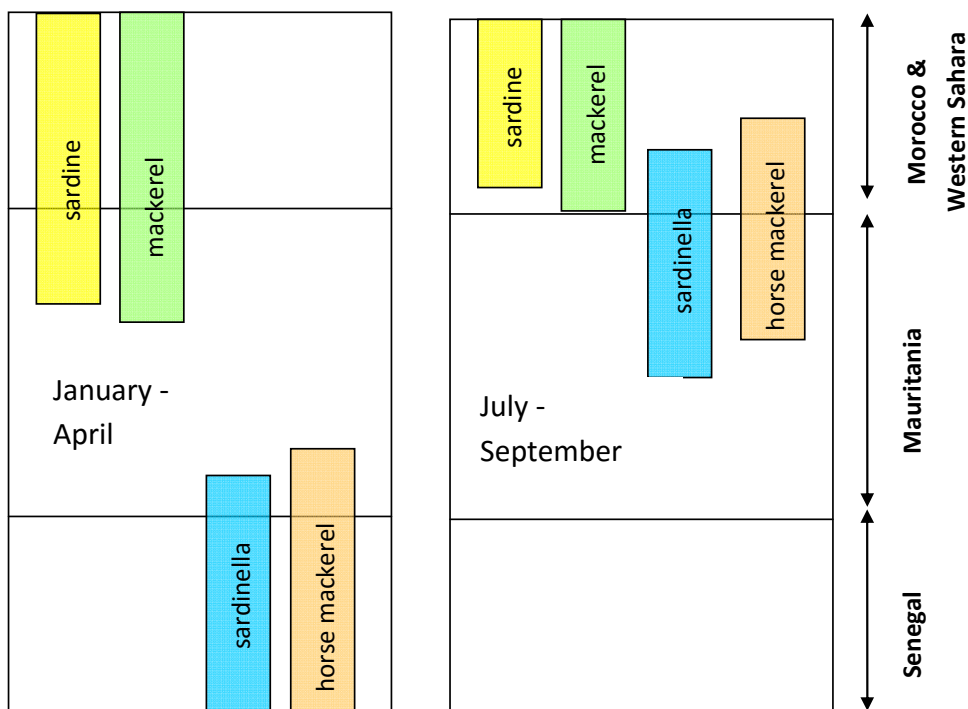 sardine
mackerel
January -
April
sardinella
horse mackerel
sardine
mackerel
sardinella
horse mackerel
July -
September
Morocco &
Western Sahara
Mauritania
Senegal